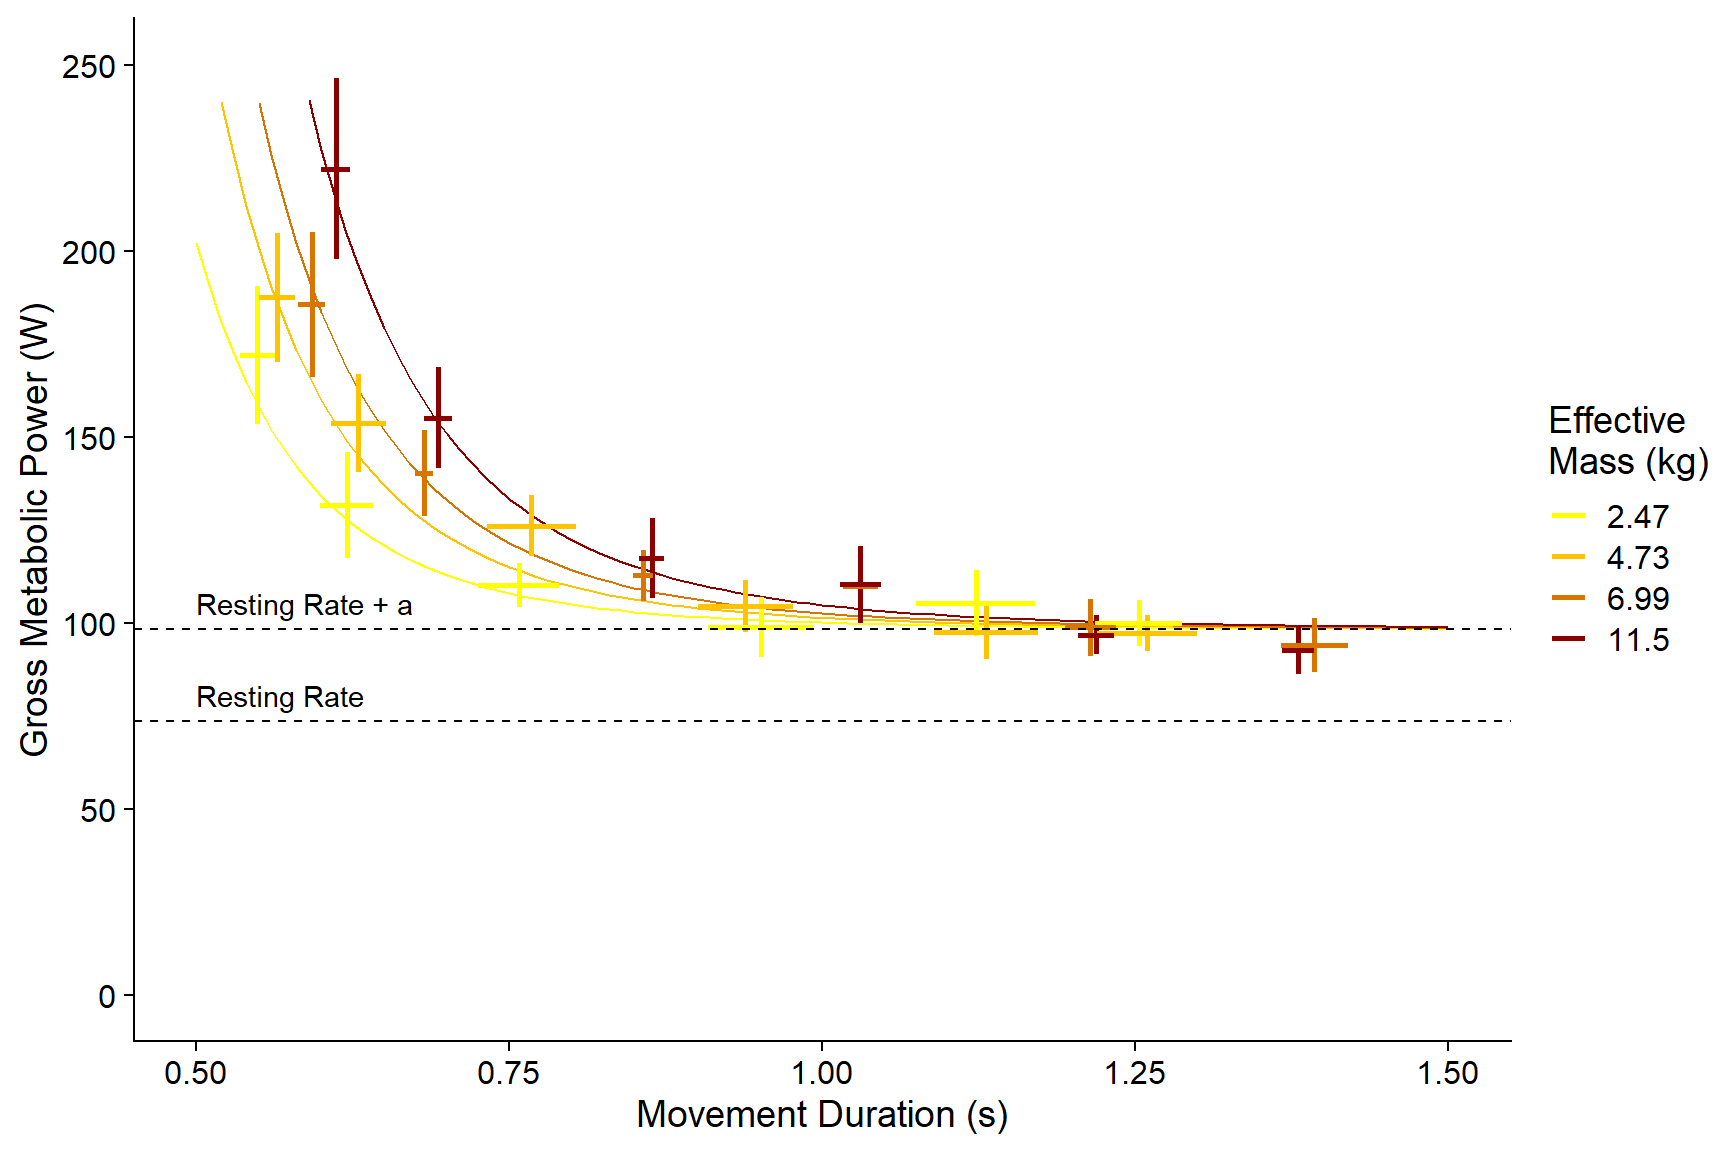 Gross Metabolic Power (W)
250
200
150
100
50
0
Resting Rate + a
Resting Rate
0.50
0.75
1.00
1.25
1.50
Movement Duration (s)
Effective
Mass (kg)
2.47
4.73
6.99
11.5